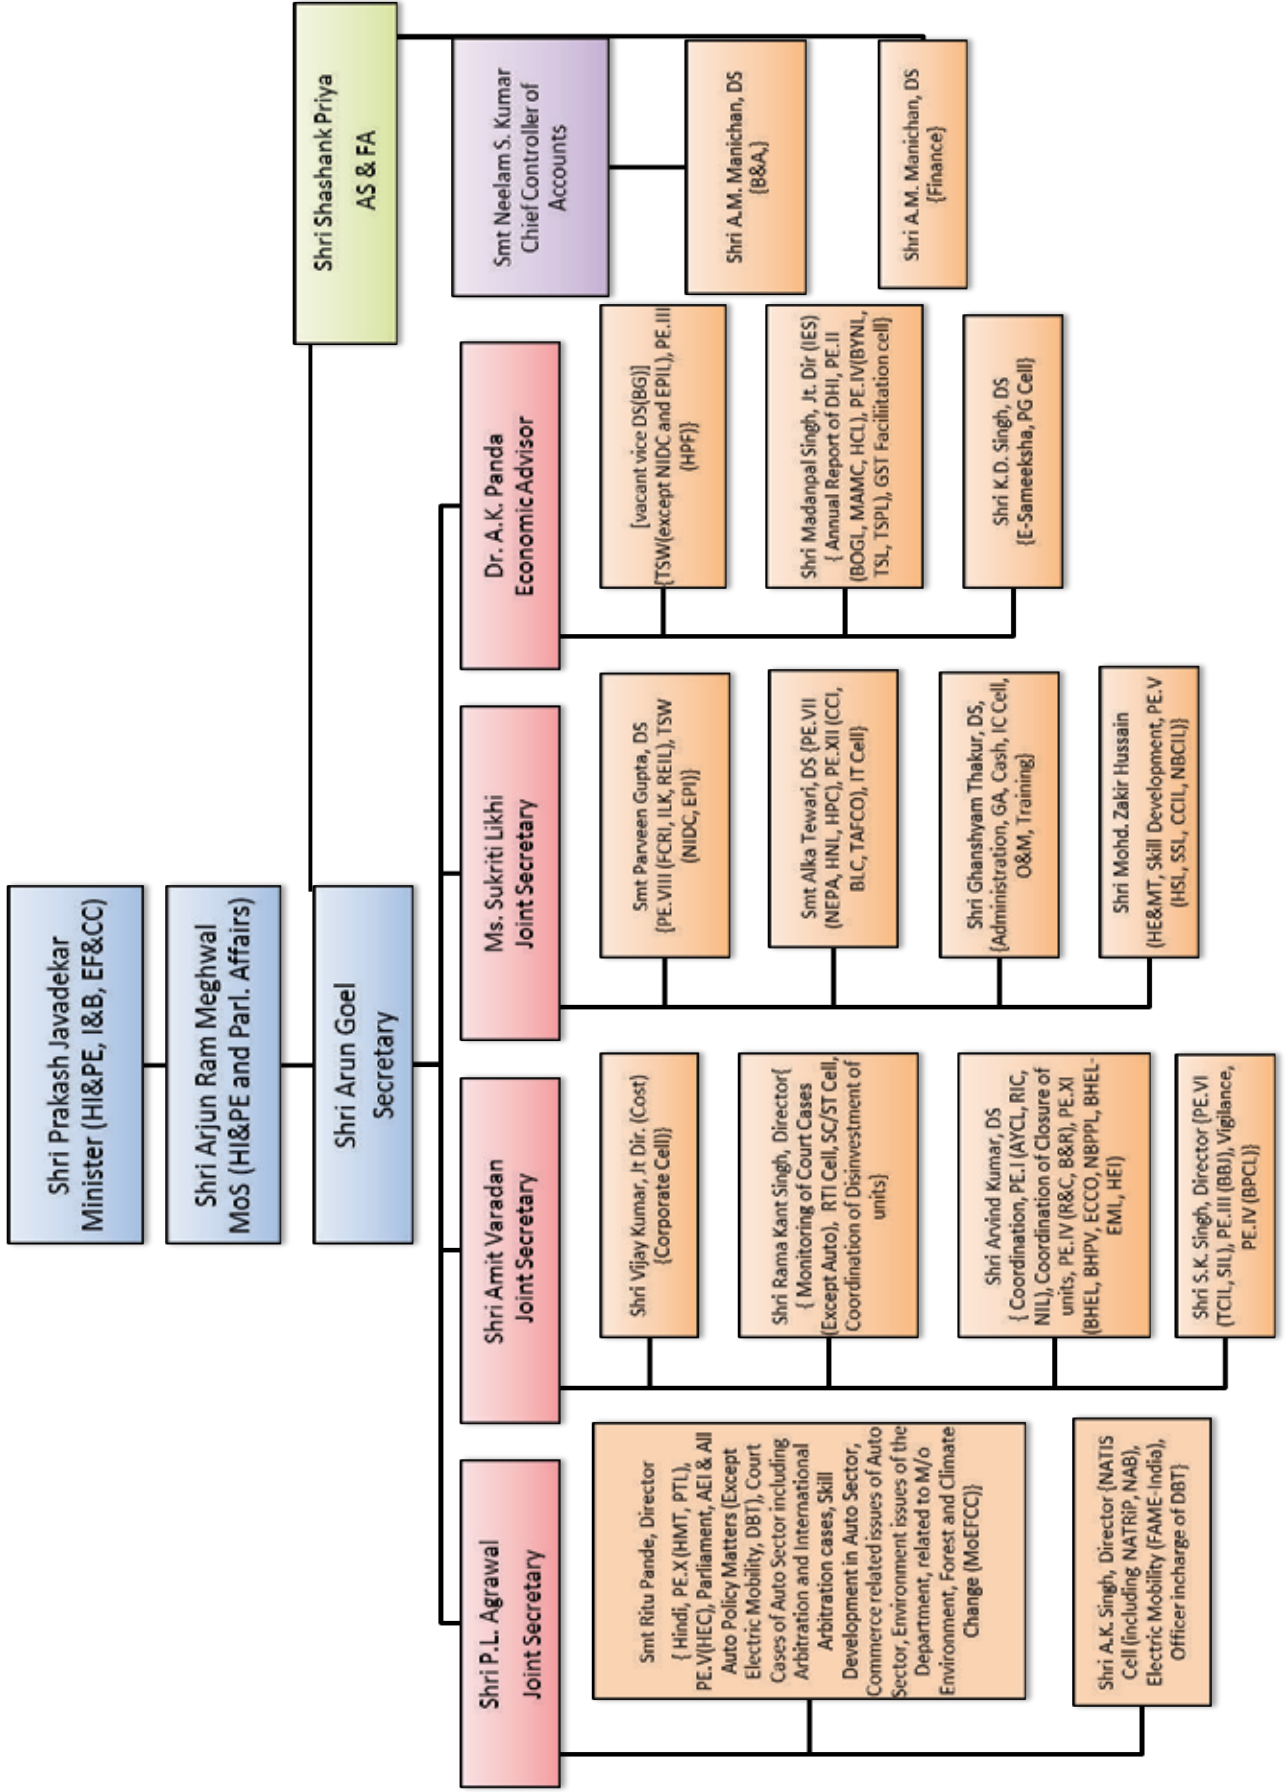 Shri Prakash Javadekar
Minister (HI&PE, I&B, EF&CC)
Shri Arjun Ram Meghwal
MoS (HI&PE and Parl. Affairs)
Shri Arun Goel
Secretary
Shri Shashank Priya
AS & FA
Shri P.L. Agrawal
Joint Secretary
Smt Ritu Pande, Director
{ Hindi, PE.X (HMT, PTL),
PE.V(HEC), Parliament, AEI & All
Auto Policy Matters (Except
Electric Mobility, DBT), Court
Cases of Auto Sector including
Arbitration and International
Arbitration cases, Skill
Development in Auto Sector,
Commerce related issues of Auto
Sector, Environment issues of the
Department, related to M/o
Environment, Forest and Climate
Change (MoEFCC)}
Shri A.K. Singh, Director {NATIS
Cell (including NATRiP, NAB),
Electric Mobility (FAME-India),
Officer incharge of DBT}
Shri Amit Varadan
Joint Secretary
Shri Vijay Kumar, Jt Dir. (Cost)
{Corporate Cell)}
Shri Rama Kant Singh, Director{
{ Monitoring of Court Cases
(Except Auto), RTI Cell, SC/ST Cell,
Coordination of Disinvestment of
units}
Shri Arvind Kumar, DS
{ Coordination, PE.I (AYCL, RIC,
NIL), Coordination of Closure of
units, PE.IV (R&C, B&R), PE.XI
(BHEL, BHPV, ECCO, NBPPL, BHEL-
EML, HEI)
Shri S.K. Singh, Director {PE.VI
(TCIL, SIL), PE.III (BBJ), Vigilance,
PE.IV (BPCL)}
Ms. Sukriti Likhi
Joint Secretary
Smt Parveen Gupta, DS
{PE.VIII (FCRI, ILK, REIL), TSW
(NIDC, EPI)}
Smt Alka Tewari, DS {PE.VII
(NEPA, HNL, HPC), PE.XII (CCI,
BLC, TAFCO), IT Cell}
Shri Ghanshyam Thakur, DS,
{Administration, GA, Cash, IC Cell,
O&M, Training}
Shri Mohd. Zakir Hussain
(HE&MT, Skill Development, PE.V
(HSL, SSL, CCIL, NBCIL)}
Dr. A.K. Panda
Economic Advisor
[vacant vice DS(BG)]
{TSW(except NIDC and EPIL), PE.III
(HPF)}
Shri Madanpal Singh, Jt. Dir (IES)
{ Annual Report of DHI, PE.II
(BOGL, MAMC, HCL), PE.IV(BYNL,
TSL, TSPL), GST Faciliitation cell}
Shri K.D. Singh, DS
{E-Sameeksha, PG Cell}
Smt Neelam S. Kumar
Chief Controller of
Accounts
Shri A.M. Manichan, DS
{B&A,}
Shri A.M. Manichan, DS
{Finance}